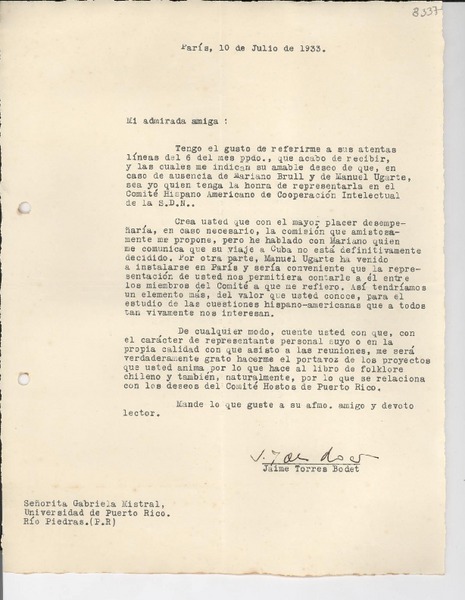 8337
París, 10 de Julio de 1933.
Mi admirada amiga :
Tengo el gusto de referirme a sus atentas
líneas del 6 del mes ppdo., que acabo de recibir,
y las cuales me indican su amable deseo de que, en
caso de ausencia de Mariano Brull y de Manuel Ugarte,
sea yo quien tenga la honra de representarla en el
Comité Hispano Americano de Cooperación Intelectual
de la S.D.N..
Crea usted que con el mayor placer desempe-
ñaría, en caso necesario, la comisión que amistosa-
mente me propone, pero he hablado con Mariano quien
me comunica que su viaje a Cuba no está definitivamente
decidido. Por otra parte, Manuel Ugarte ha venido
a instalarse en París y sería conveniente que la repre-
sentación de usted nos permitiera contarle a él entre
los miembros del Comité a que me refiero. Así tendríamos
un elemento más, del valor que usted conoce, para el
estudio de las cuestiones hispano-americanas que a todos
tan vivamente nos interesan.
De cualquier modo, cuente usted con que, con
el carácter de representante personal suyo o en la
propia calidad con que asisto a las reuniones, me será
verdaderamente grato hacerme el portavoz de los proyectos
que usted anima por lo que hace al libro de folklore
chileno y también, naturalmente, por lo que se relaciona
con los deseos del Comité Hostos de Puerto Rico.
Mande lo que guste a su afmo. amigo y devoto
lector.
Jaime Torres Bodet
Señorita Gabriela Mistral,
Universidad de Puerto Rico.
Río Piedras.(P.R)